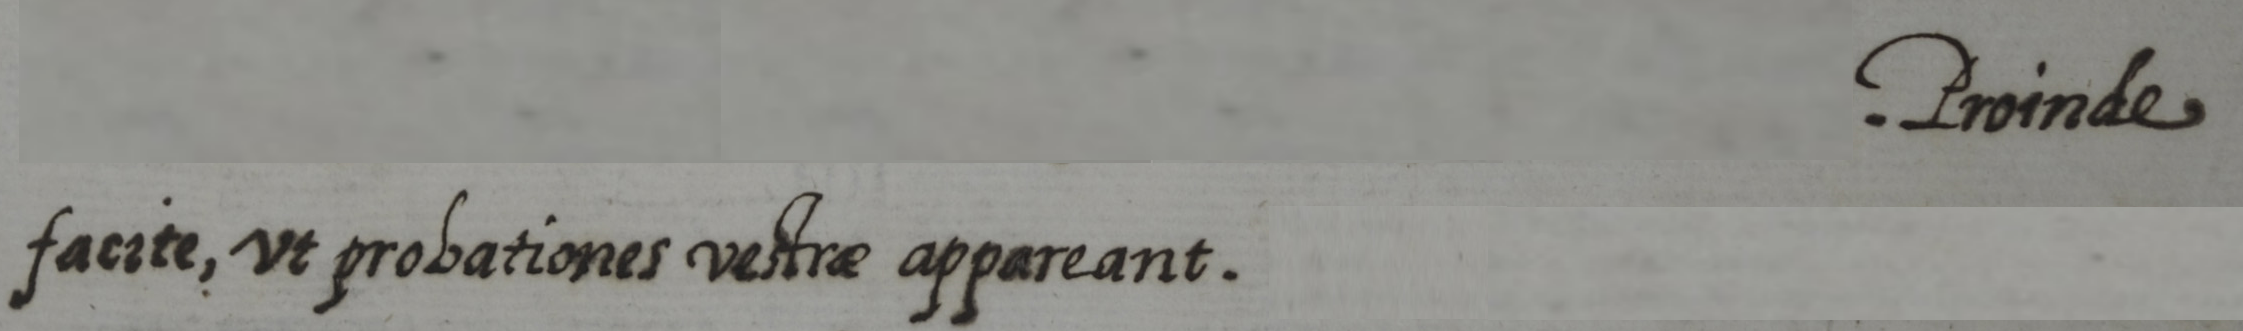 . Proinde
facite, vt probationes vestræ appareant.